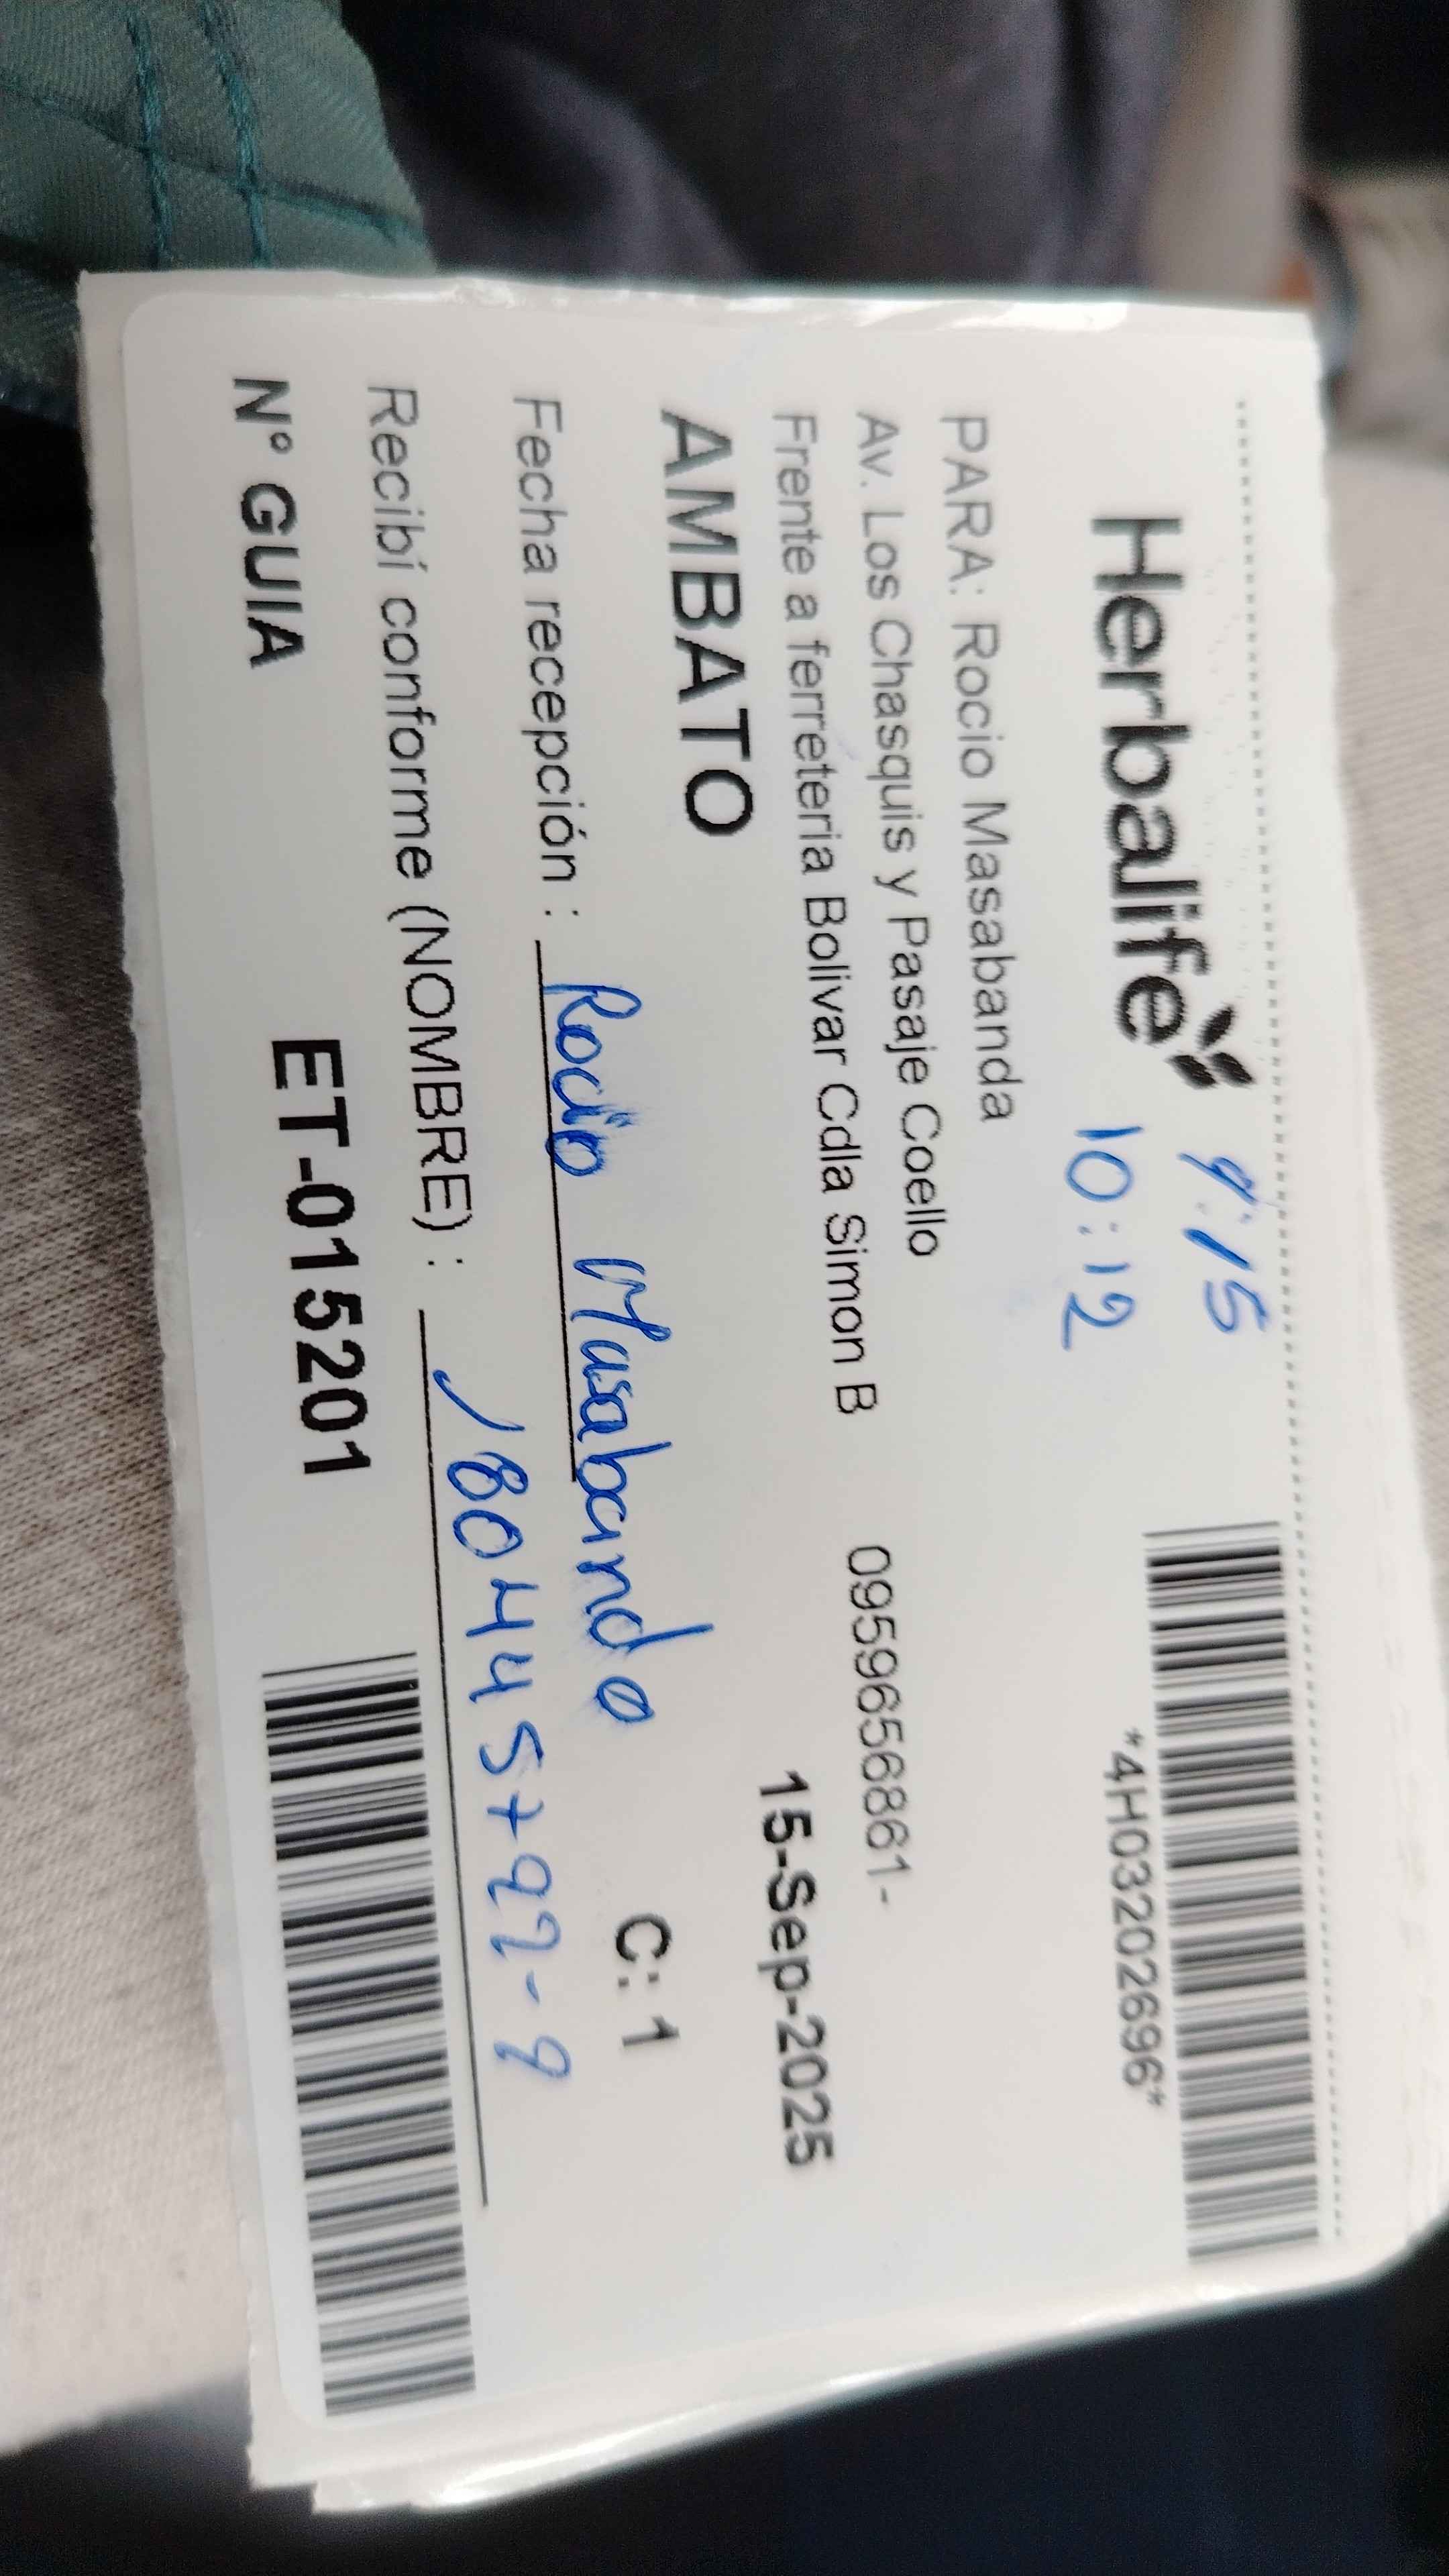 Herbalife
9:15
10:12
*4H03202696*
PARA: Rocio Masabanda
Av. Los Chasquis y Pasaje Coello
Frente a ferreteria Bolivar Cdla Simon B 0959656861-
AMBATO 15-Sep-2025
Fecha recepción : Rocío Masabanda C: 1
Recibí conforme (NOMBRE) : 180445792-9
N° GUIA ET-015201